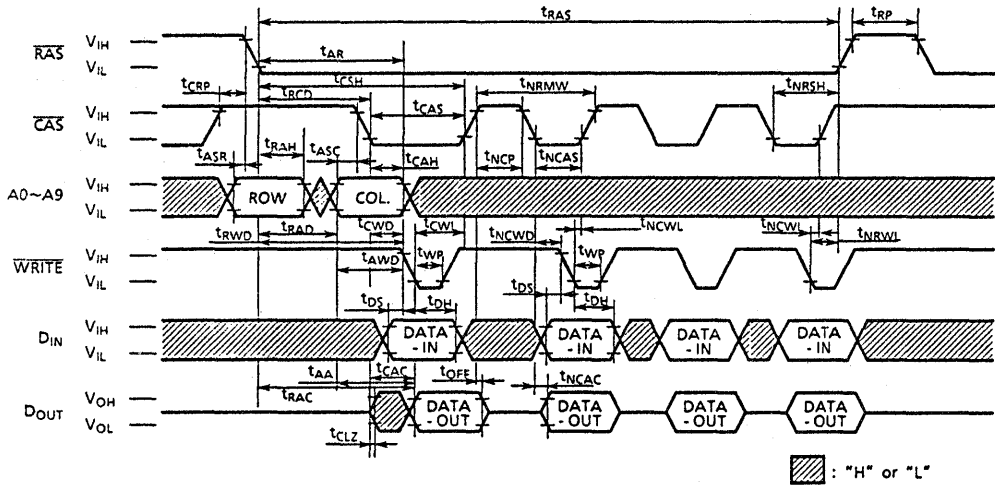 tRAS
tRP
RAS
VIH
VIL
tAR
tCSH
tCRP
tRCD
tNRMW
tNRSH
CAS
VIH
VIL
tCAS
tASR
tRAH
tASC
tCAH
tNCP
tNCAS
A0~A9
VIH
VIL
ROW
COL.
tRWD
tRAD
tCWD
tCWL
tNCWD
tNCWL
tNCWL
tNRWL
WRITE
VIH
VIL
tAWD
tWP
tWP
tDS
tDH
tDS
tDH
DIN
VIH
VIL
DATA
-IN
DATA
-IN
DATA
-IN
DATA
-IN
tAA
tCAC
tOFF
tNCAC
tRAC
DOUT
VOH
VOL
DATA
-OUT
DATA
-OUT
DATA
-OUT
DATA
-OUT
tCLZ
: "H" or "L"